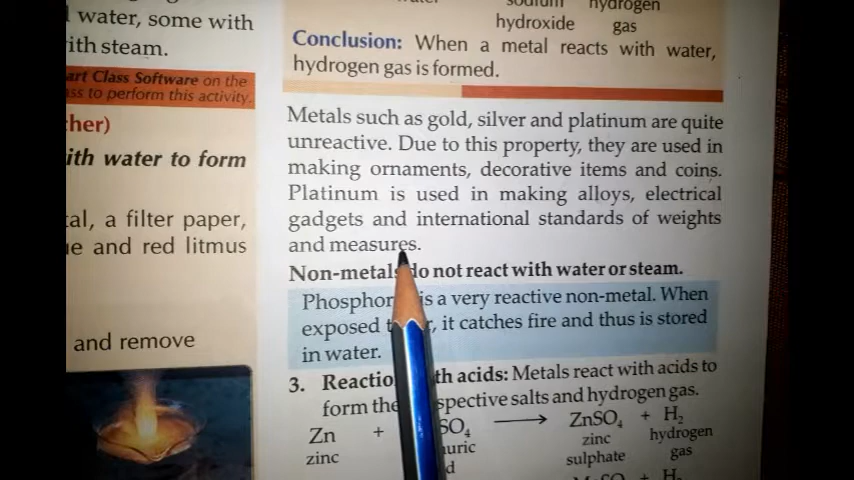 water, some with
ith steam.
art Class Software on the
ss to perform this activity.
her)
ith water to form
tal, a filter paper,
ue and red litmus
and remove
sodium hydrogen
hydroxide gas
Conclusion: When a metal reacts with water,
hydrogen gas is formed.
Metals such as gold, silver and platinum are quite
unreactive. Due to this property, they are used in
making ornaments, decorative items and coins.
Platinum is used in making alloys, electrical
gadgets and international standards of weights
and measures.
Non-metals do not react with water or steam.
Phosphor is a very reactive non-metal. When
exposed t r, it catches fire and thus is stored
in water.
3. Reactio th acids: Metals react with acids to
form the spective salts and hydrogen gas.
Zn + SO₄ ⟶ ZnSO₄ + H₂
zinc uric zinc hydrogen
d sulphate gas